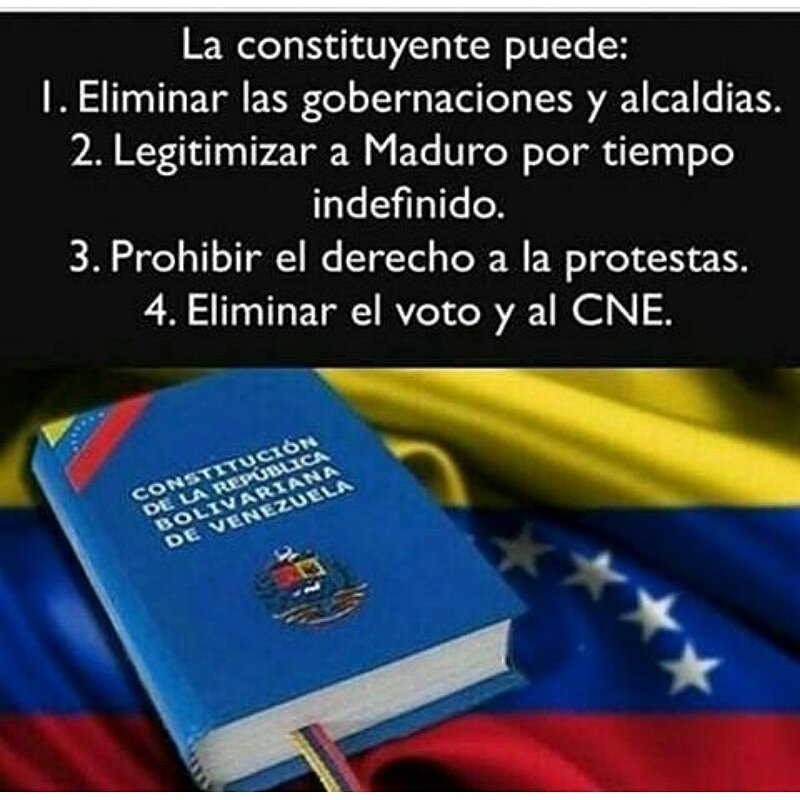 La constituyente puede:
1. Eliminar las gobernaciones y alcaldias.
2. Legitimizar a Maduro por tiempo
indefinido.
3. Prohibir el derecho a la protestas.
4. Eliminar el voto y al CNE.
CONSTITUCIÓN
DE LA REPÚBLICA
BOLIVARIANA
DE VENEZUELA